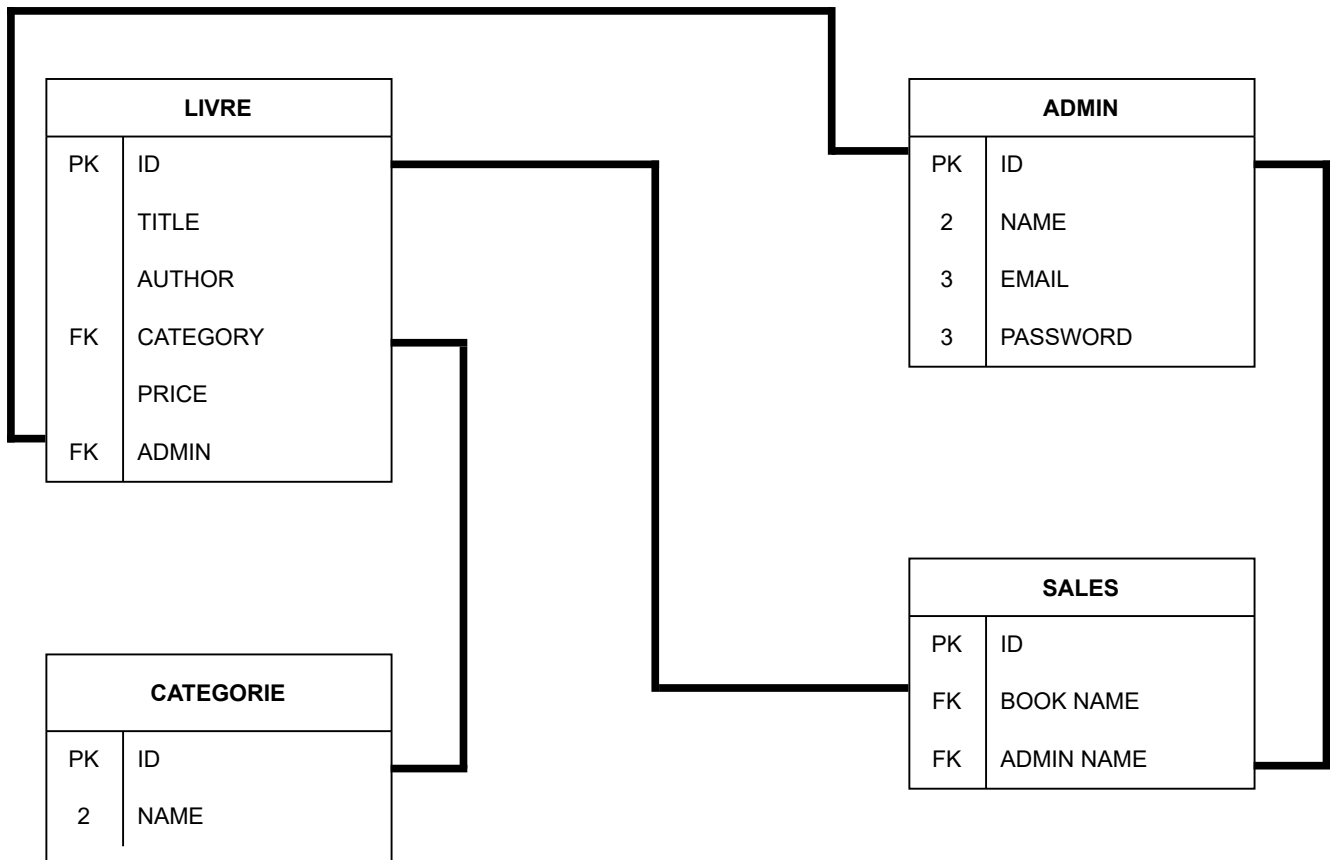 LIVRE
PK ID
TITLE
AUTHOR
FK CATEGORY
PRICE
FK ADMIN
ADMIN
PK ID
2 NAME
3 EMAIL
3 PASSWORD
CATEGORIE
PK ID
2 NAME
SALES
PK ID
FK BOOK NAME
FK ADMIN NAME